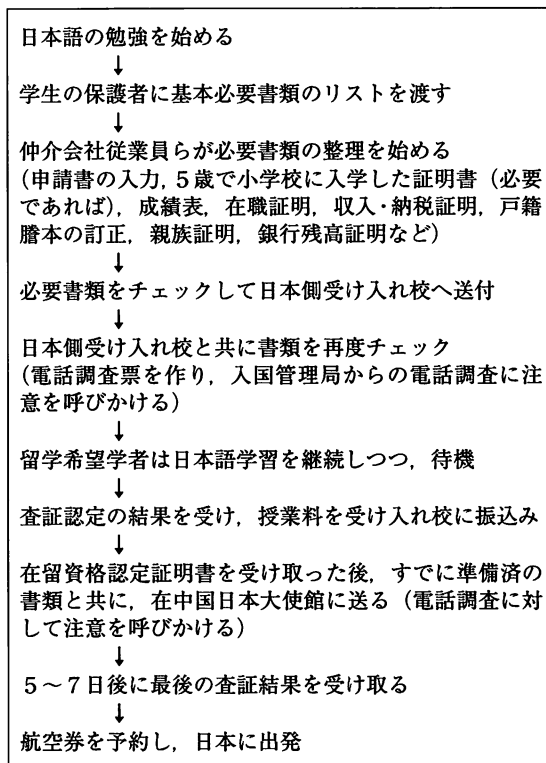 日本語の勉強を始める
↓
学生の保護者に基本必要書類のリストを渡す
↓
仲介会社従業員らが必要書類の整理を始める
(申請書の入力，5歳で小学校に入学した証明書（必要
であれば），成績表，在職証明，収入・納税証明，戸籍
謄本の訂正，親族証明，銀行残高証明など）
↓
必要書類をチェックして日本側受け入れ校へ送付
↓
日本側受け入れ校と共に書類を再度チェック
(電話調査票を作り，入国管理局からの電話調査に注
意を呼びかける）
↓
留学希望学者は日本語学習を継続しつつ，待機
↓
査証認定の結果を受け，授業料を受け入れ校に振込み
↓
在留資格認定証明書を受け取った後，すでに準備済の
書類と共に，在中国日本大使館に送る（電話調査に対
して注意を呼びかける）
↓
5～7日後に最後の査証結果を受け取る
↓
航空券を予約し，日本に出発